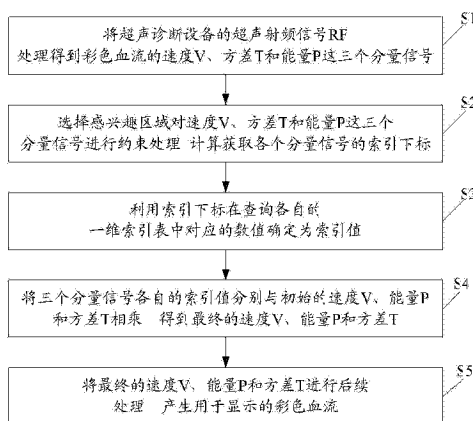 S1
将超声诊断设备的超声射频信号RF
处理得到彩色血流的速度V、方差T和能量P这三个分量信号
S2
选择感兴趣区域对速度V、方差T和能量P这三个
分量信号进行约束处理 计算获取各个分量信号的索引下标
S3
利用索引下标在查询各自的
一维索引表中对应的数值确定为索引值
S4
将三个分量信号各自的索引值分别与初始的速度V、能量P
和方差T相乘 得到最终的速度V、能量P和方差T
S5
将最终的速度V、能量P和方差T进行后续
处理 产生用于显示的彩色血流